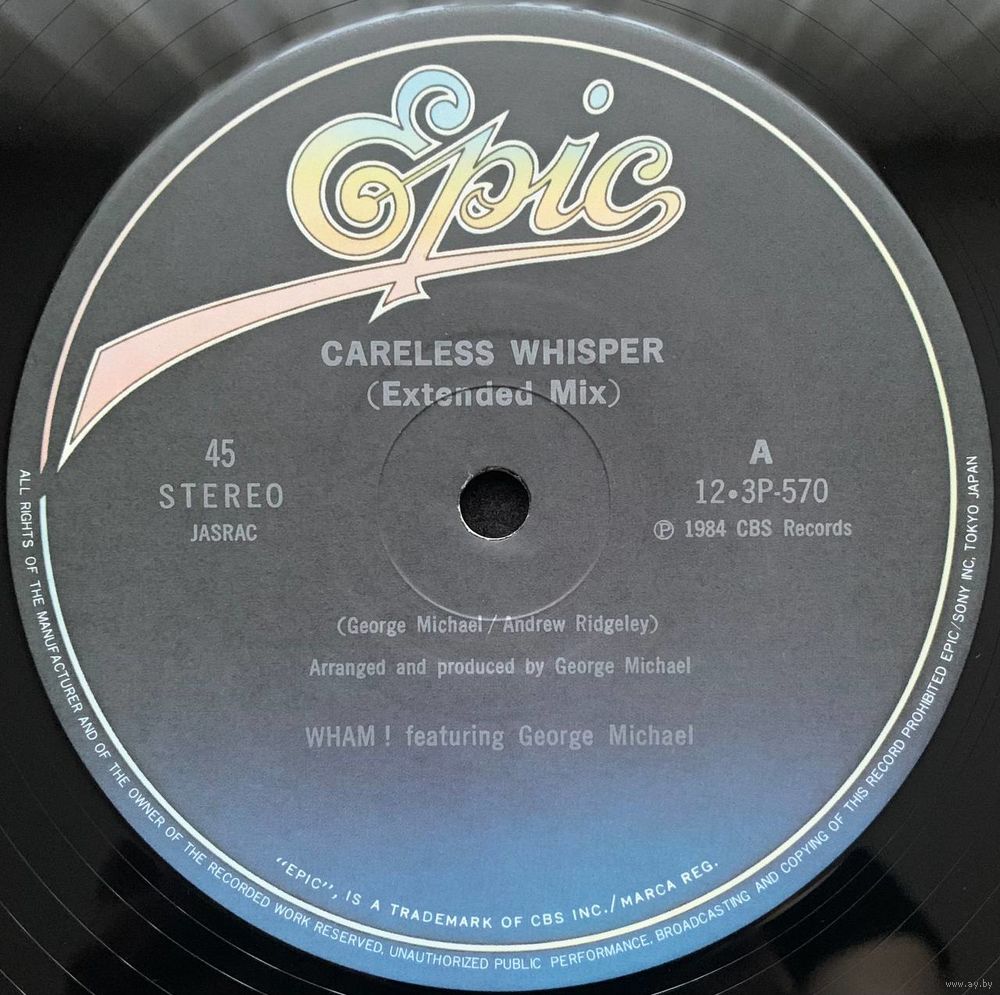 Epic
CARELESS WHISPER
(Extended Mix)
45
STEREO
JASRAC
A
12•3P-570
Ⓟ 1984 CBS Records
(George Michael / Andrew Ridgeley)
Arranged and produced by George Michael
WHAM! featuring George Michael
"EPIC", IS A TRADEMARK OF CBS INC./MARCA REG.
ALL RIGHTS OF THE MANUFACTURER AND OF THE OWNER OF THE RECORDED WORK RESERVED, UNAUTHORIZED PUBLIC PERFORMANCE, BROADCASTING AND COPYING OF THIS RECORD PROHIBITED EPIC/SONY INC, TOKYO JAPAN
www.ay.by